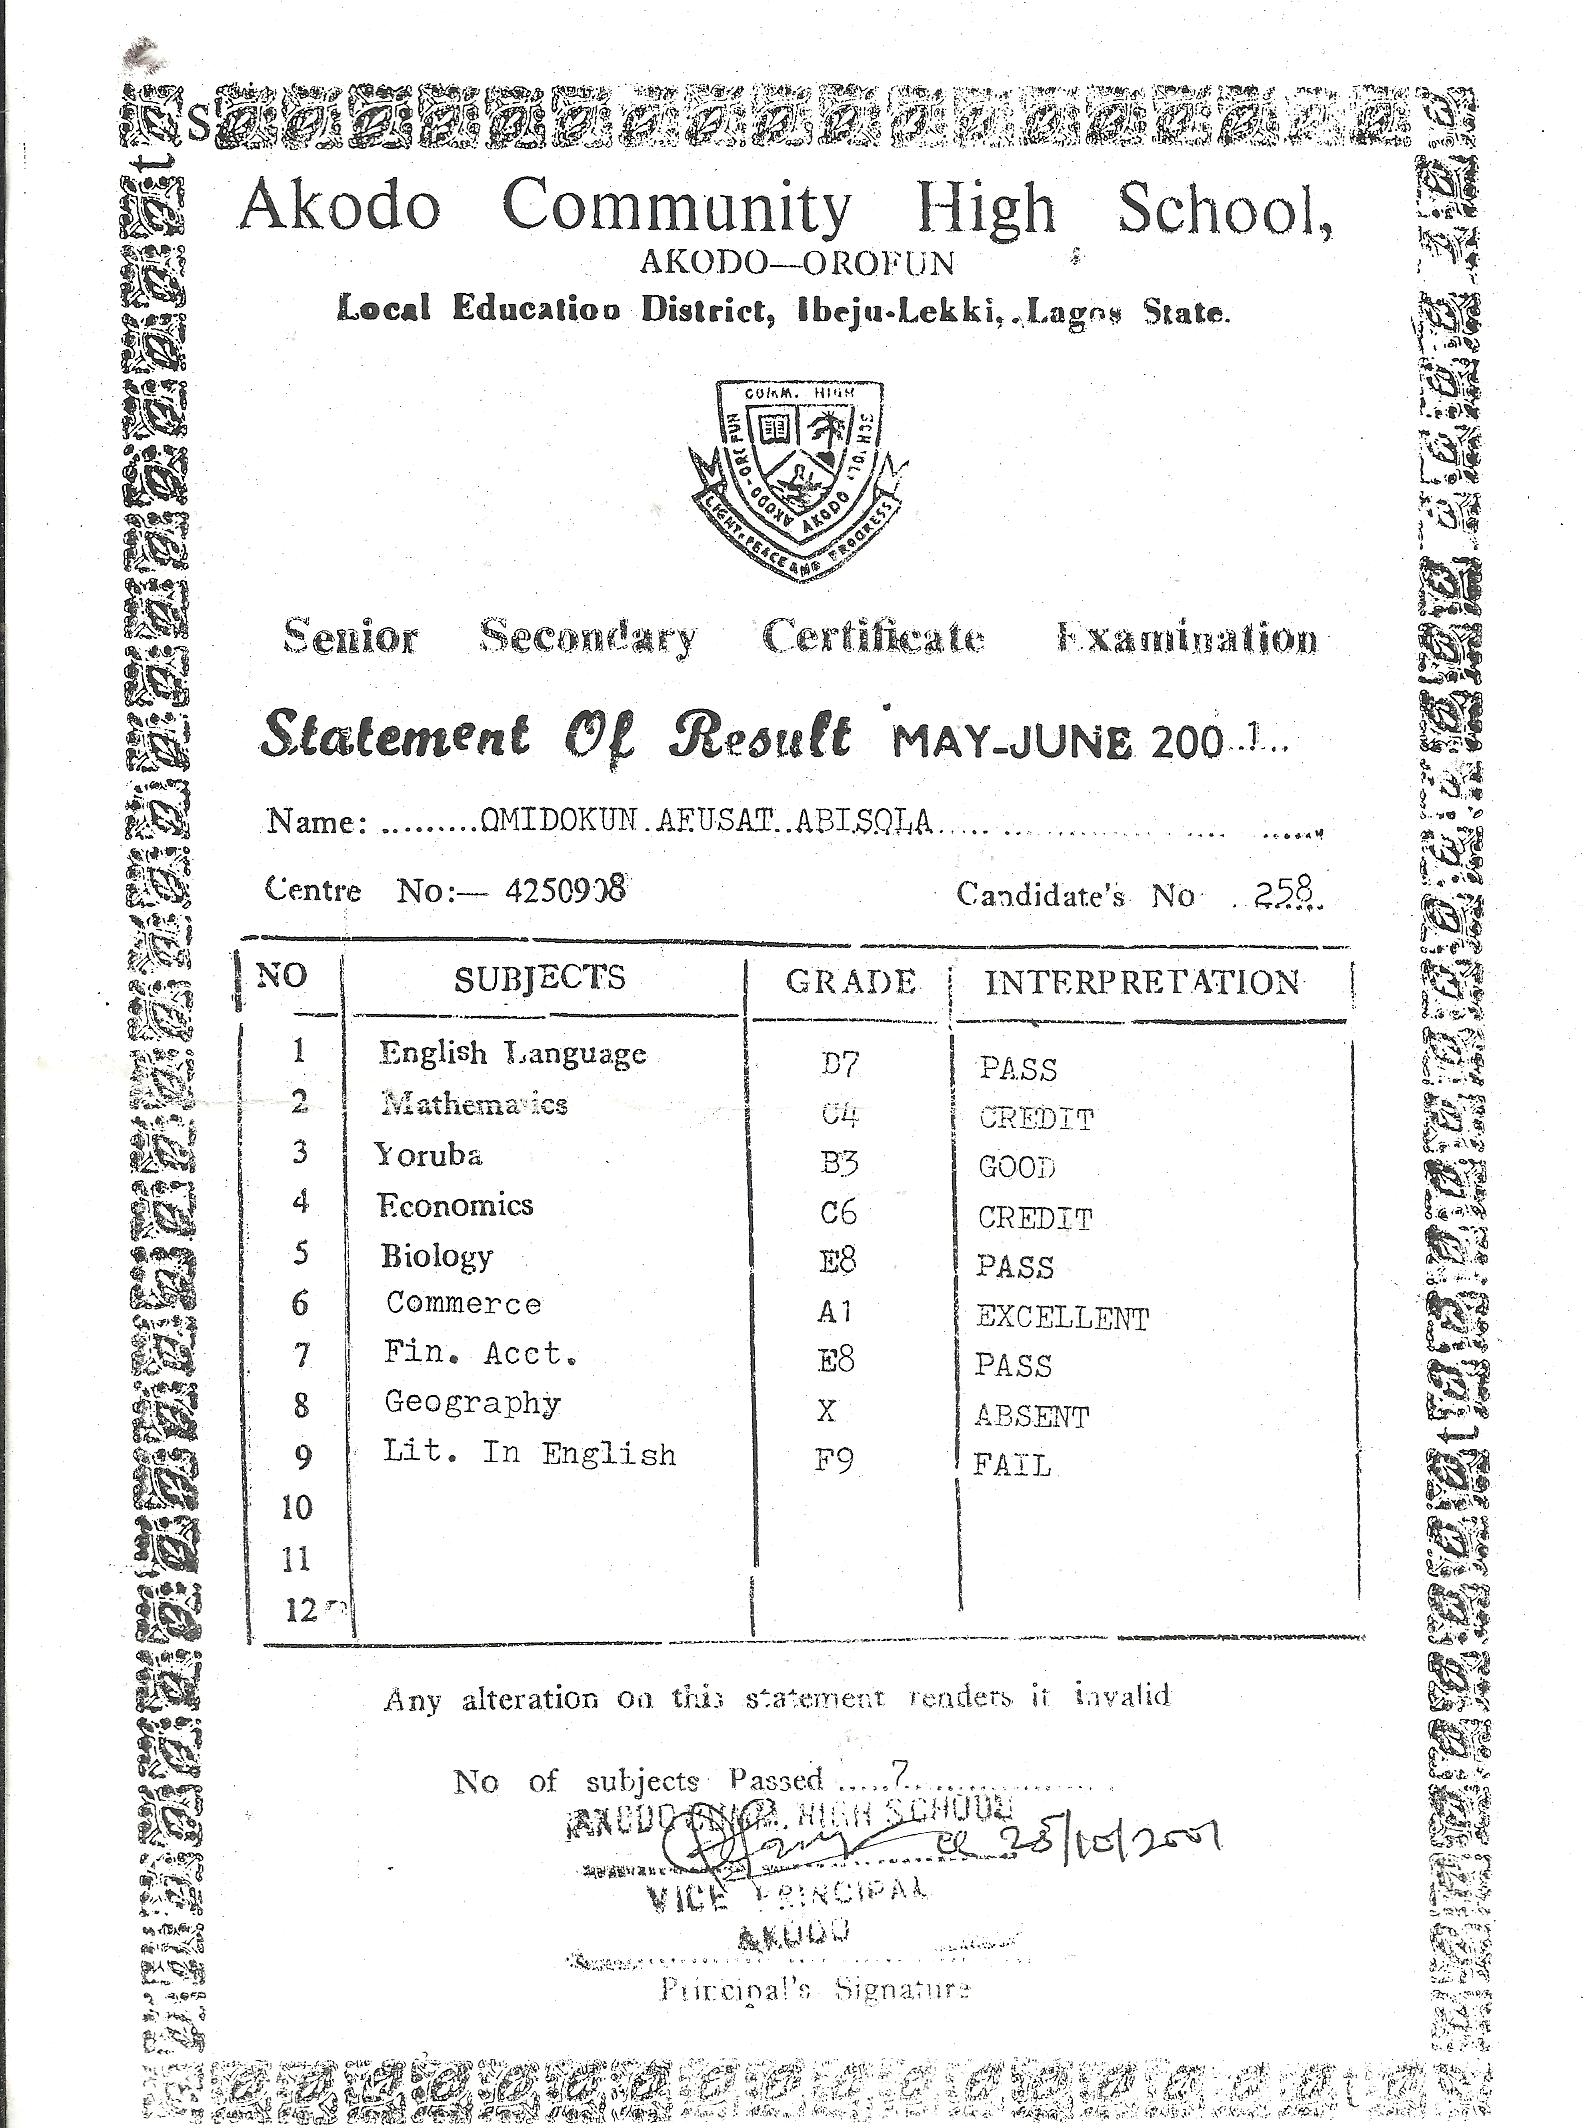 Akodo Community High School,
AKODO—OROFUN
Local Education District, Ibeju-Lekki, Lagos State.
COMM. HIGH
SCHOOL, AKODO
AKODO-OROFUN
LIGHT, PEACE AND PROGRESS
Senior Secondary Certificate Examination
Statement Of Result MAY-JUNE 200..1...
Name: .........OMIDOKUN AFUSAT ABISOLA..........
Centre No:— 4250908 Candidate's No 258
NO SUBJECTS GRADE INTERPRETATION
1 English Language D7 PASS
2 Mathematics C4 CREDIT
3 Yoruba B3 GOOD
4 Economics C6 CREDIT
5 Biology E8 PASS
6 Commerce A1 EXCELLENT
7 Fin. Acct. E8 PASS
8 Geography X ABSENT
9 Lit. In English F9 FAIL
10
11
12
Any alteration on this statement renders it invalid
No of subjects Passed .....7..................
AKODO COMM. HIGH SCHOOL
25/10/2001
VICE PRINCIPAL
AKODO
Principal's Signature